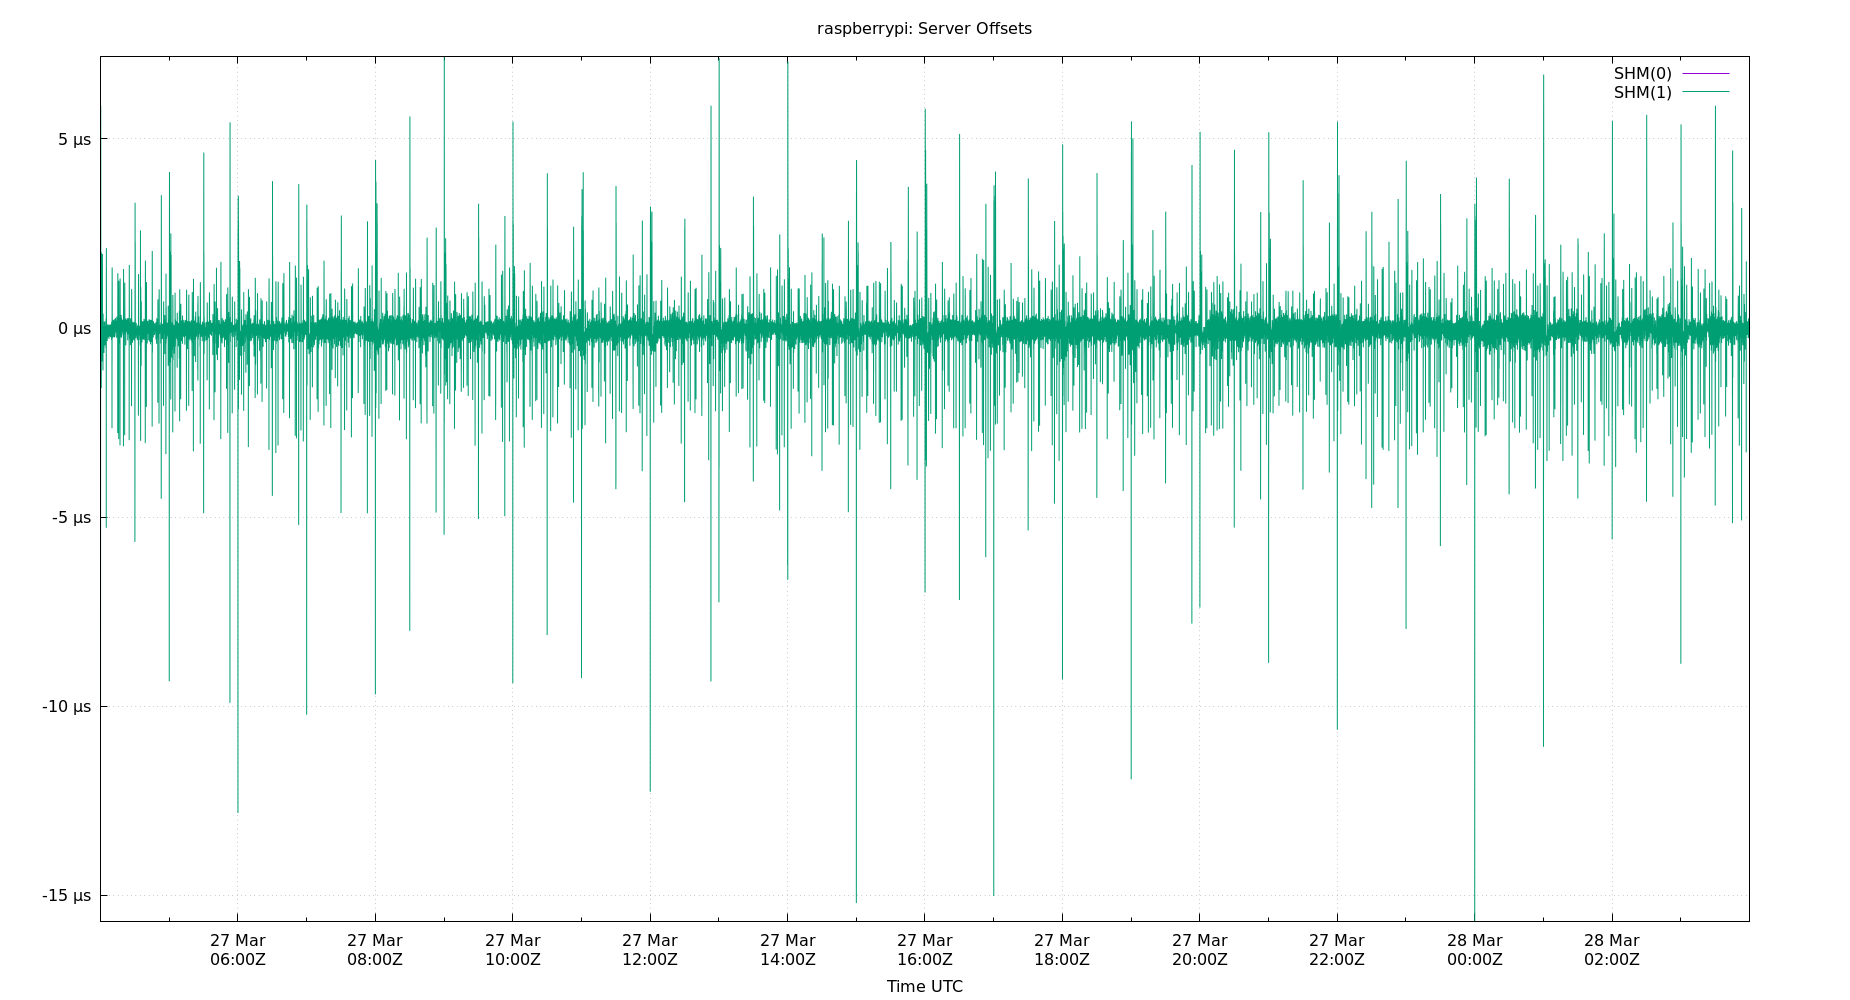 raspberrypi: Server Offsets
SHM(0)
SHM(1)
5 µs
0 µs
-5 µs
-10 µs
-15 µs
27 Mar 27 Mar 27 Mar 27 Mar 27 Mar 27 Mar 27 Mar 27 Mar 27 Mar 28 Mar 28 Mar
06:00Z 08:00Z 10:00Z 12:00Z 14:00Z 16:00Z 18:00Z 20:00Z 22:00Z 00:00Z 02:00Z
Time UTC